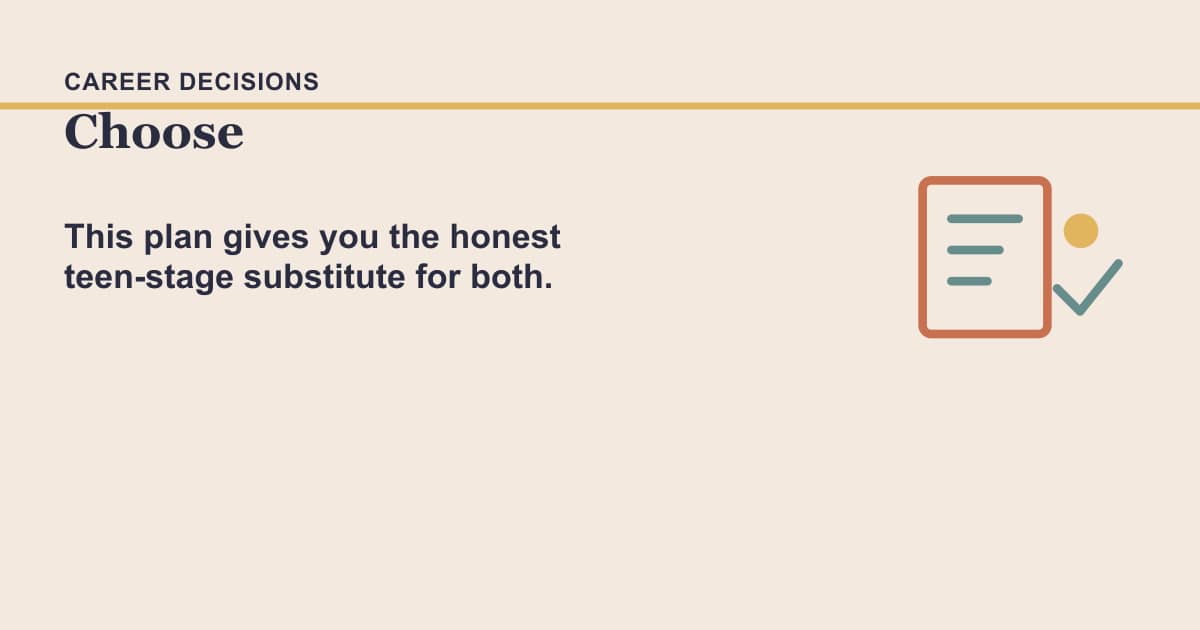 CAREER DECISIONS
Choose
This plan gives you the honest
teen-stage substitute for both.